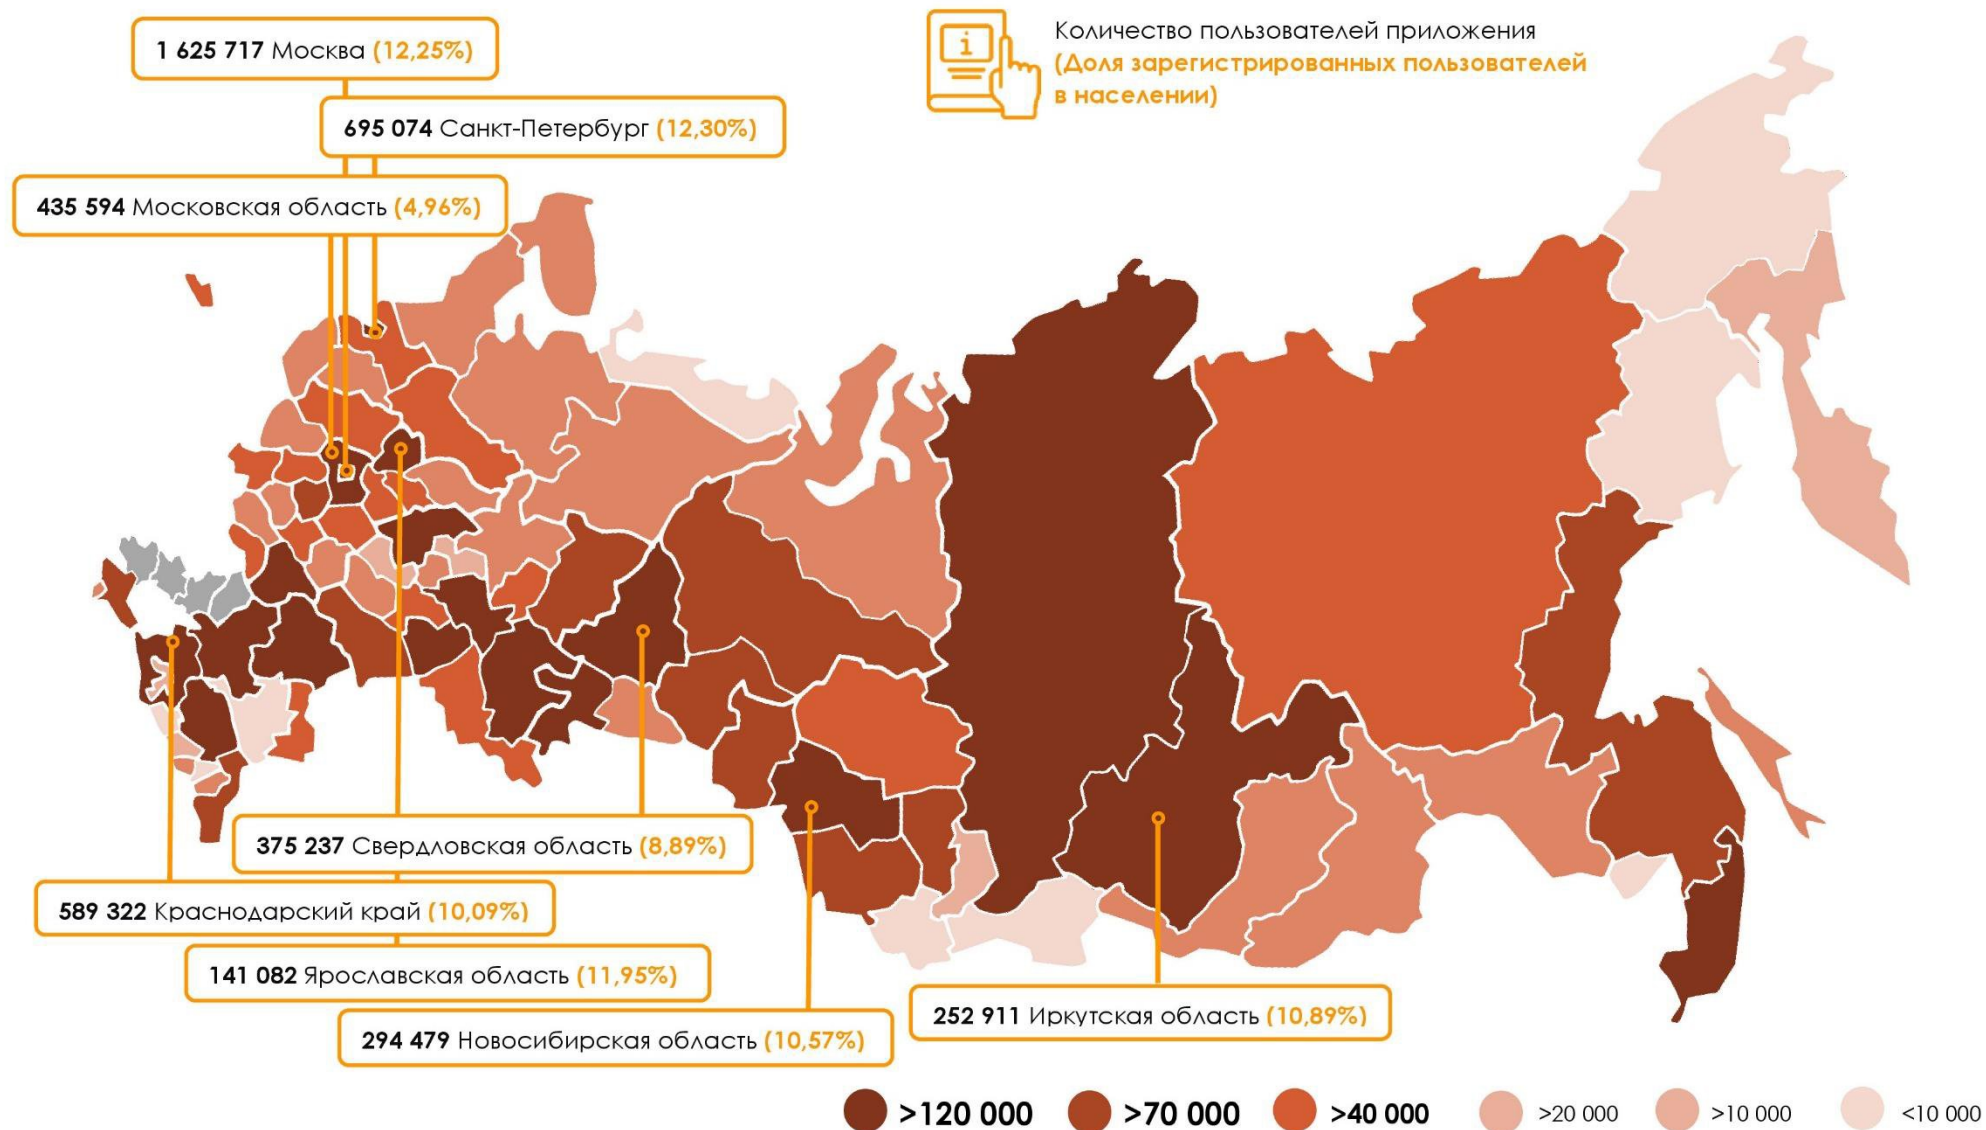 1 625 717 Москва (12,25%)
Количество пользователей приложения
(Доля зарегистрированных пользователей
в населении)
695 074 Санкт-Петербург (12,30%)
435 594 Московская область (4,96%)
375 237 Свердловская область (8,89%)
589 322 Краснодарский край (10,09%)
141 082 Ярославская область (11,95%)
294 479 Новосибирская область (10,57%)
252 911 Иркутская область (10,89%)
>120 000 >70 000 >40 000 >20 000 >10 000 <10 000